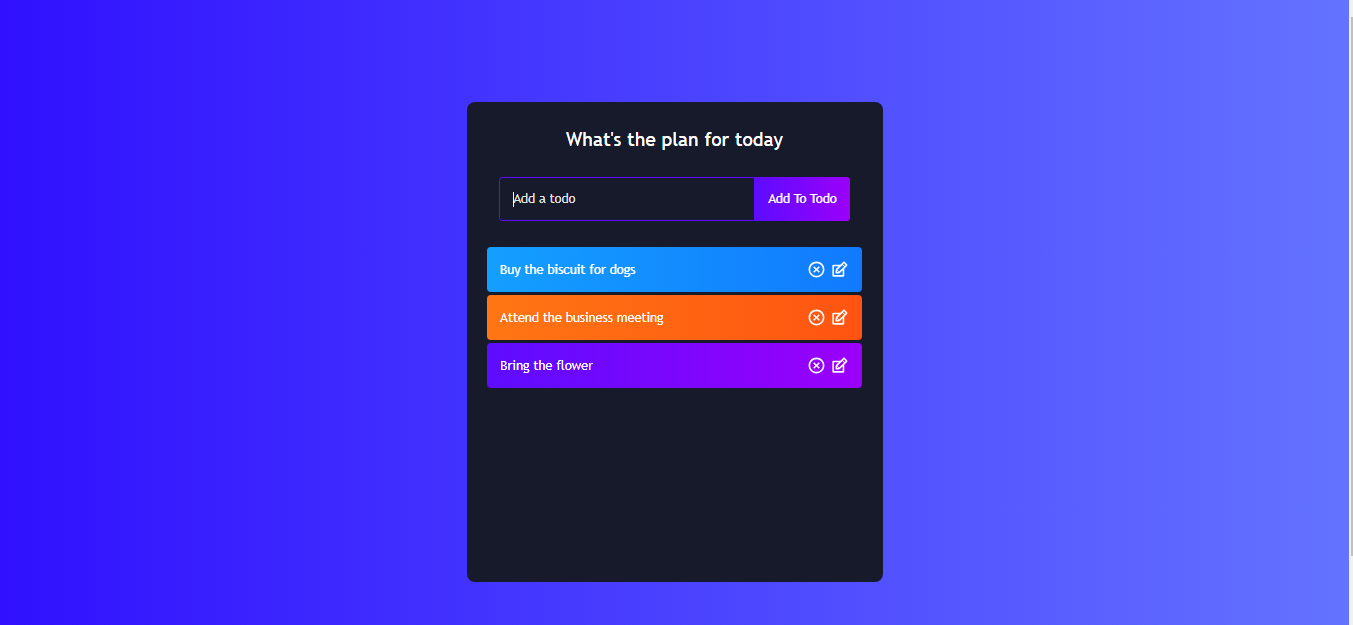 What's the plan for today
Add a todo
Add To Todo
Buy the biscuit for dogs
Attend the business meeting
Bring the flower